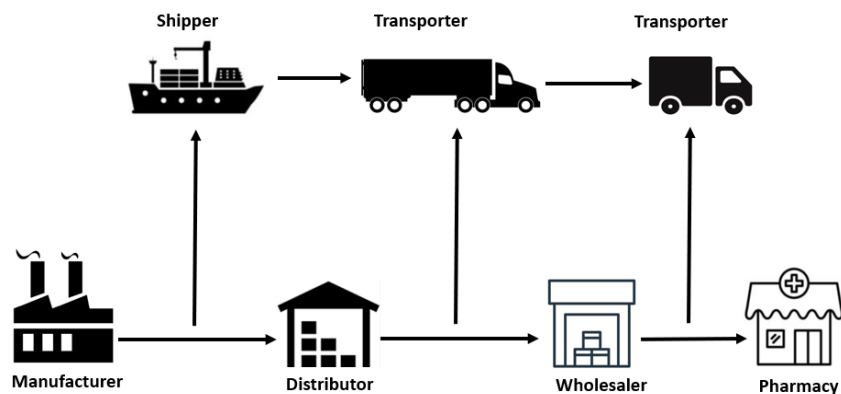 Shipper
Transporter
Transporter
Manufacturer
Distributor
Wholesaler
Pharmacy